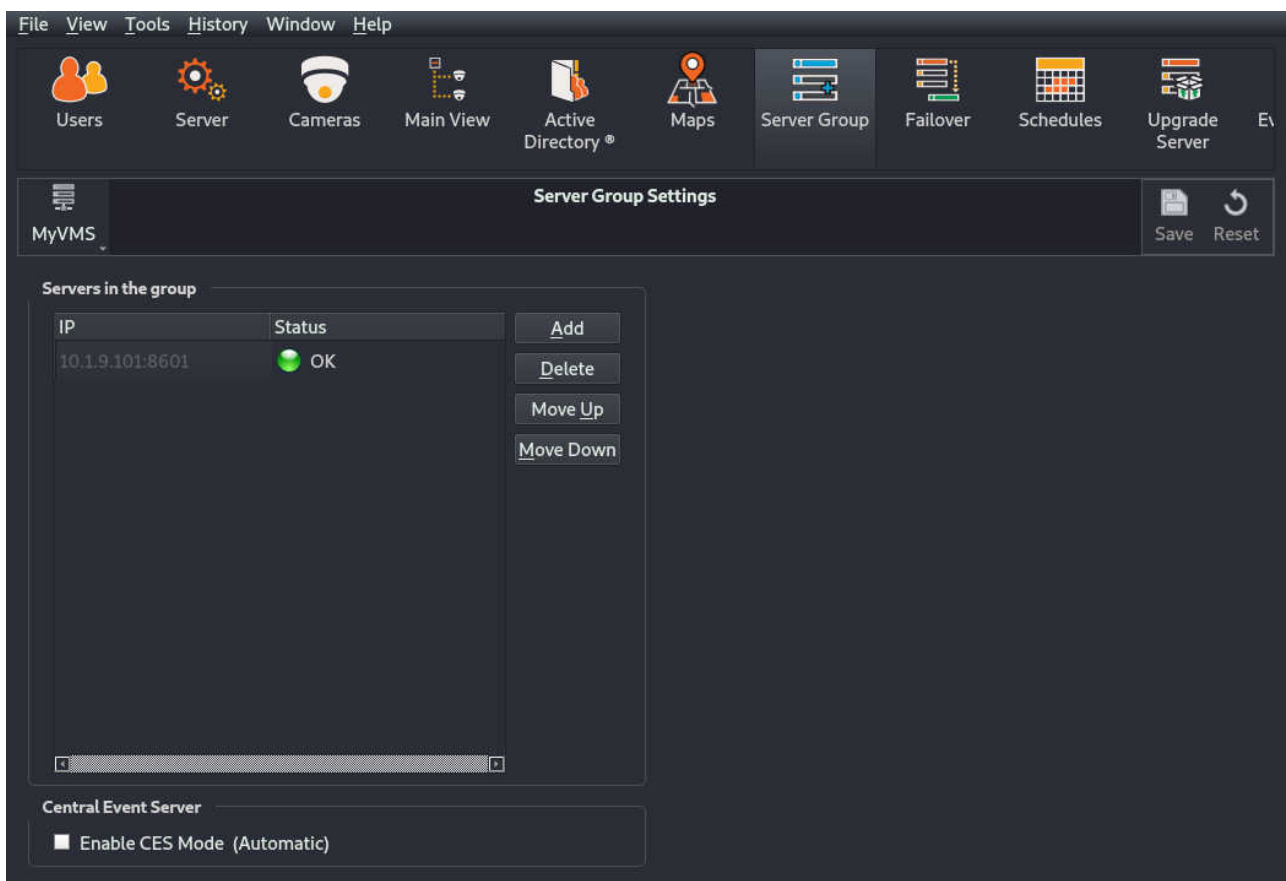 File View Tools History Window Help
Users Server Cameras Main View Active Directory ® Maps Server Group Failover Schedules Upgrade Server Ev
MyVMS
Server Group Settings
Save Reset
Servers in the group
IP Status
10.1.9.101:8601 OK
Add
Delete
Move Up
Move Down
Central Event Server
Enable CES Mode (Automatic)